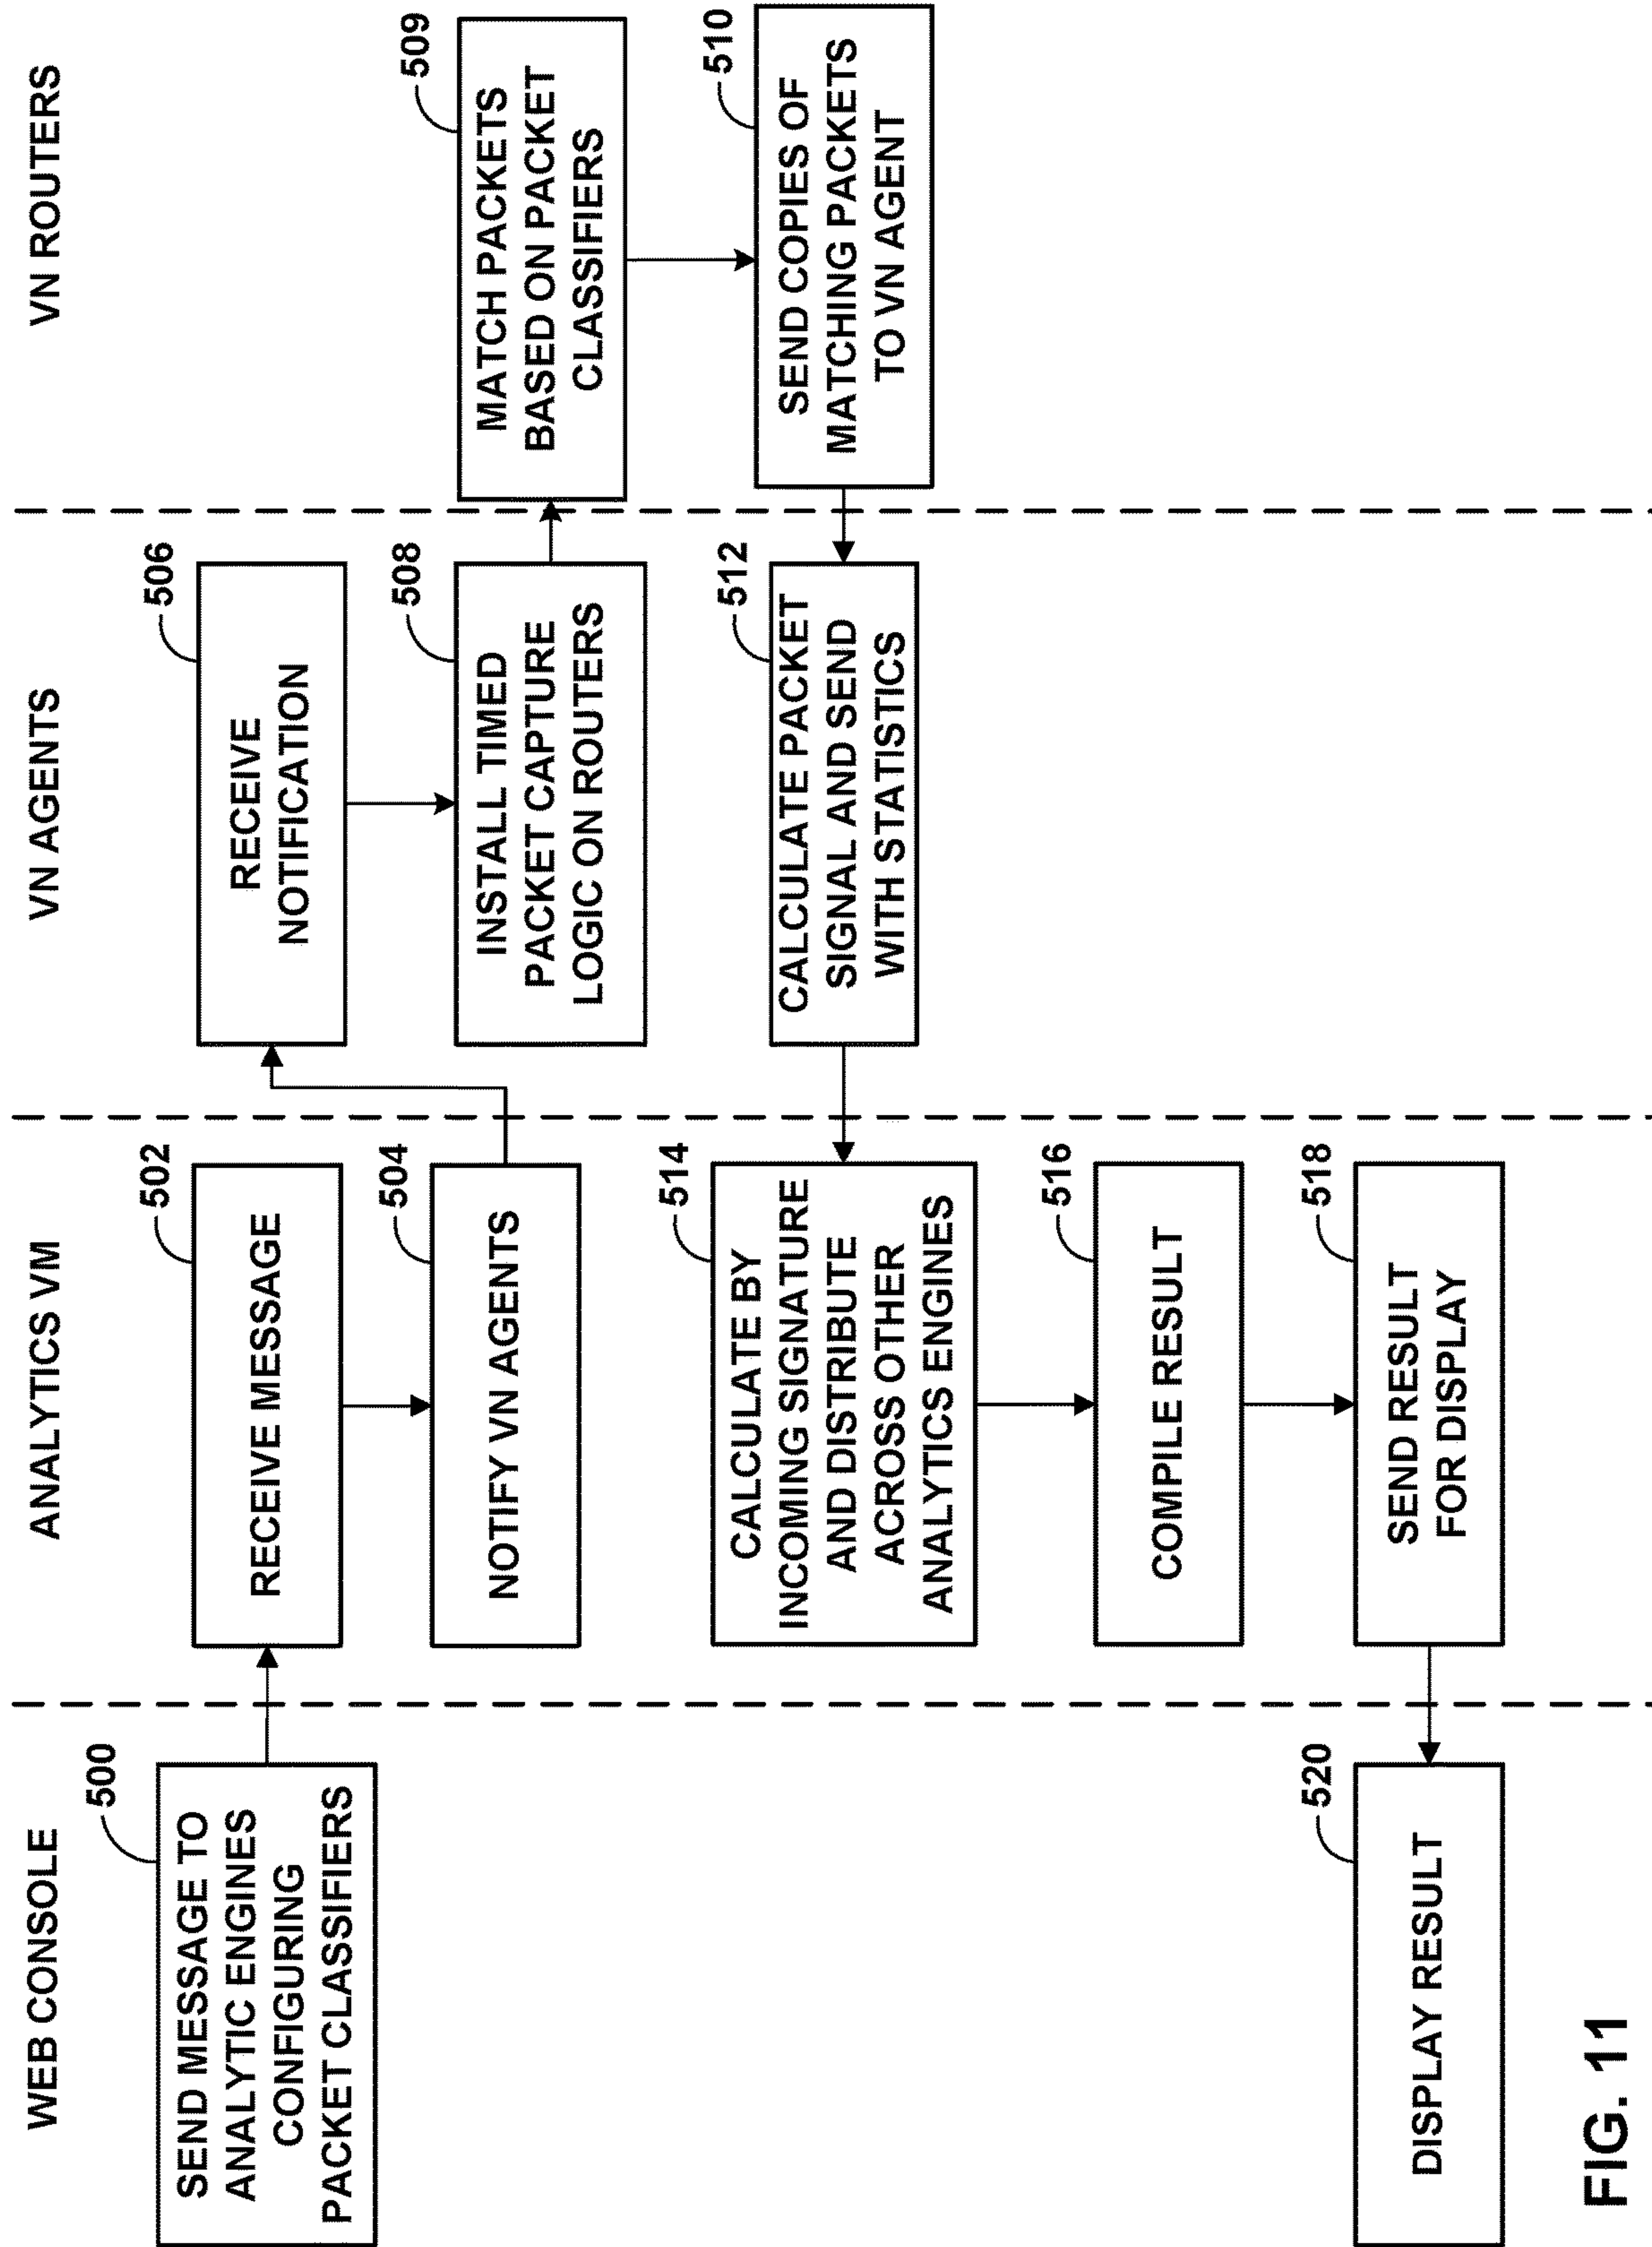 WEB CONSOLE
ANALYTICS VM
VN AGENTS
VN ROUTERS
500
SEND MESSAGE TO
ANALYTIC ENGINES
CONFIGURING
PACKET CLASSIFIERS
502
RECEIVE MESSAGE
504
NOTIFY VN AGENTS
506
RECEIVE
NOTIFICATION
508
INSTALL TIMED
PACKET CAPTURE
LOGIC ON ROUTERS
509
MATCH PACKETS
BASED ON PACKET
CLASSIFIERS
510
SEND COPIES OF
MATCHING PACKETS
TO VN AGENT
512
CALCULATE PACKET
SIGNAL AND SEND
WITH STATISTICS
514
CALCULATE BY
INCOMING SIGNATURE
AND DISTRIBUTE
ACROSS OTHER
ANALYTICS ENGINES
516
COMPILE RESULT
518
SEND RESULT
FOR DISPLAY
520
DISPLAY RESULT
FIG. 11